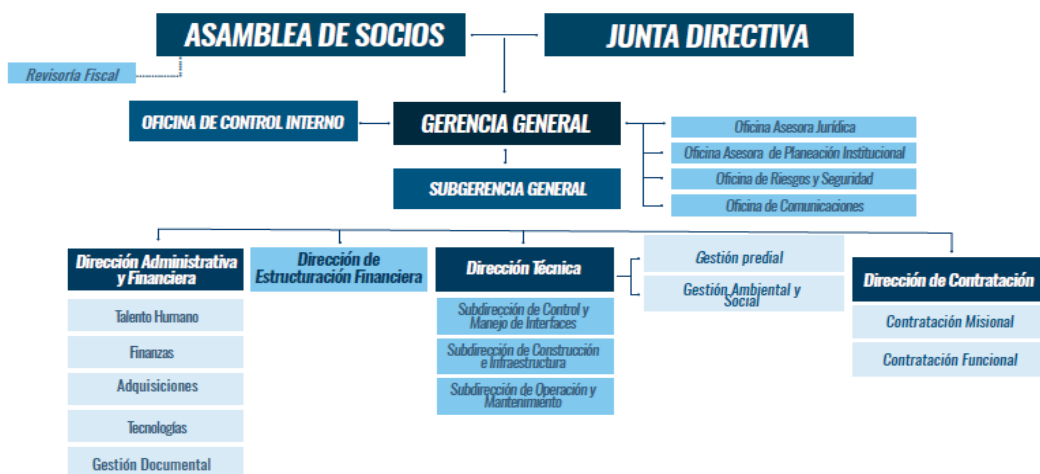 ASAMBLEA DE SOCIOS
JUNTA DIRECTIVA
Revisoría Fiscal
OFICINA DE CONTROL INTERNO
GERENCIA GENERAL
Oficina Asesora Jurídica
Oficina Asesora de Planeación Institucional
Oficina de Riesgos y Seguridad
Oficina de Comunicaciones
SUBGERENCIA GENERAL
Dirección Administrativa
y Financiera
Talento Humano
Finanzas
Adquisiciones
Tecnologías
Gestión Documental
Dirección de
Estructuración Financiera
Dirección Técnica
Subdirección de Control y
Manejo de Interfaces
Subdirección de Construcción
e Infraestructura
Subdirección de Operación y
Mantenimiento
Gestión predial
Gestión Ambiental y
Social
Dirección de Contratación
Contratación Misional
Contratación Funcional